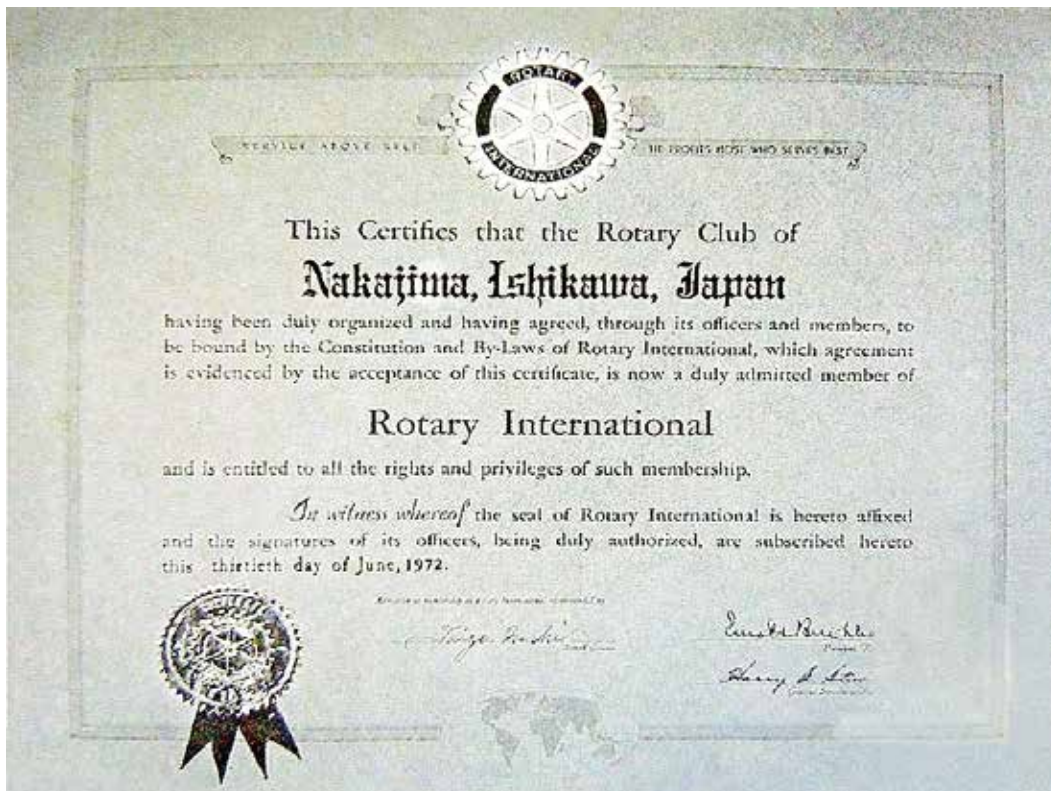 ROTARY
INTERNATIONAL
SERVICE ABOVE SELF
HE PROFITS MOST WHO SERVES BEST
This Certifies that the Rotary Club of
Nakajima, Ishikawa, Japan
having been duly organized and having agreed, through its officers and members, to
be bound by the Constitution and By-Laws of Rotary International, which agreement
is evidenced by the acceptance of this certificate, is now a duly admitted member of
Rotary International
and is entitled to all the rights and privileges of such membership.
In witness whereof the seal of Rotary International is hereto affixed
and the signatures of its officers, being duly authorized, are subscribed hereto
this thirtieth day of June, 1972.